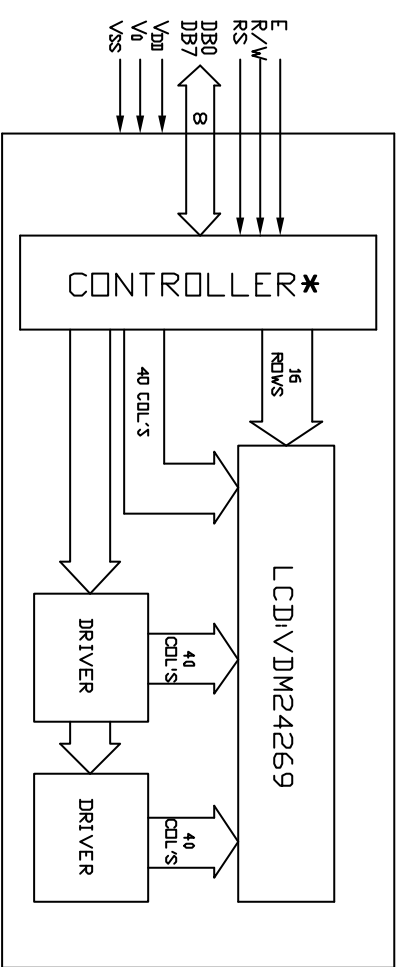 E
R/W
RS
DB0
DB7
VDD
V0
VSS
8
CONTROLLER*
16
ROWS
40 COL'S
LCD:VDM24269
40
COL'S
DRIVER
40
COL'S
DRIVER